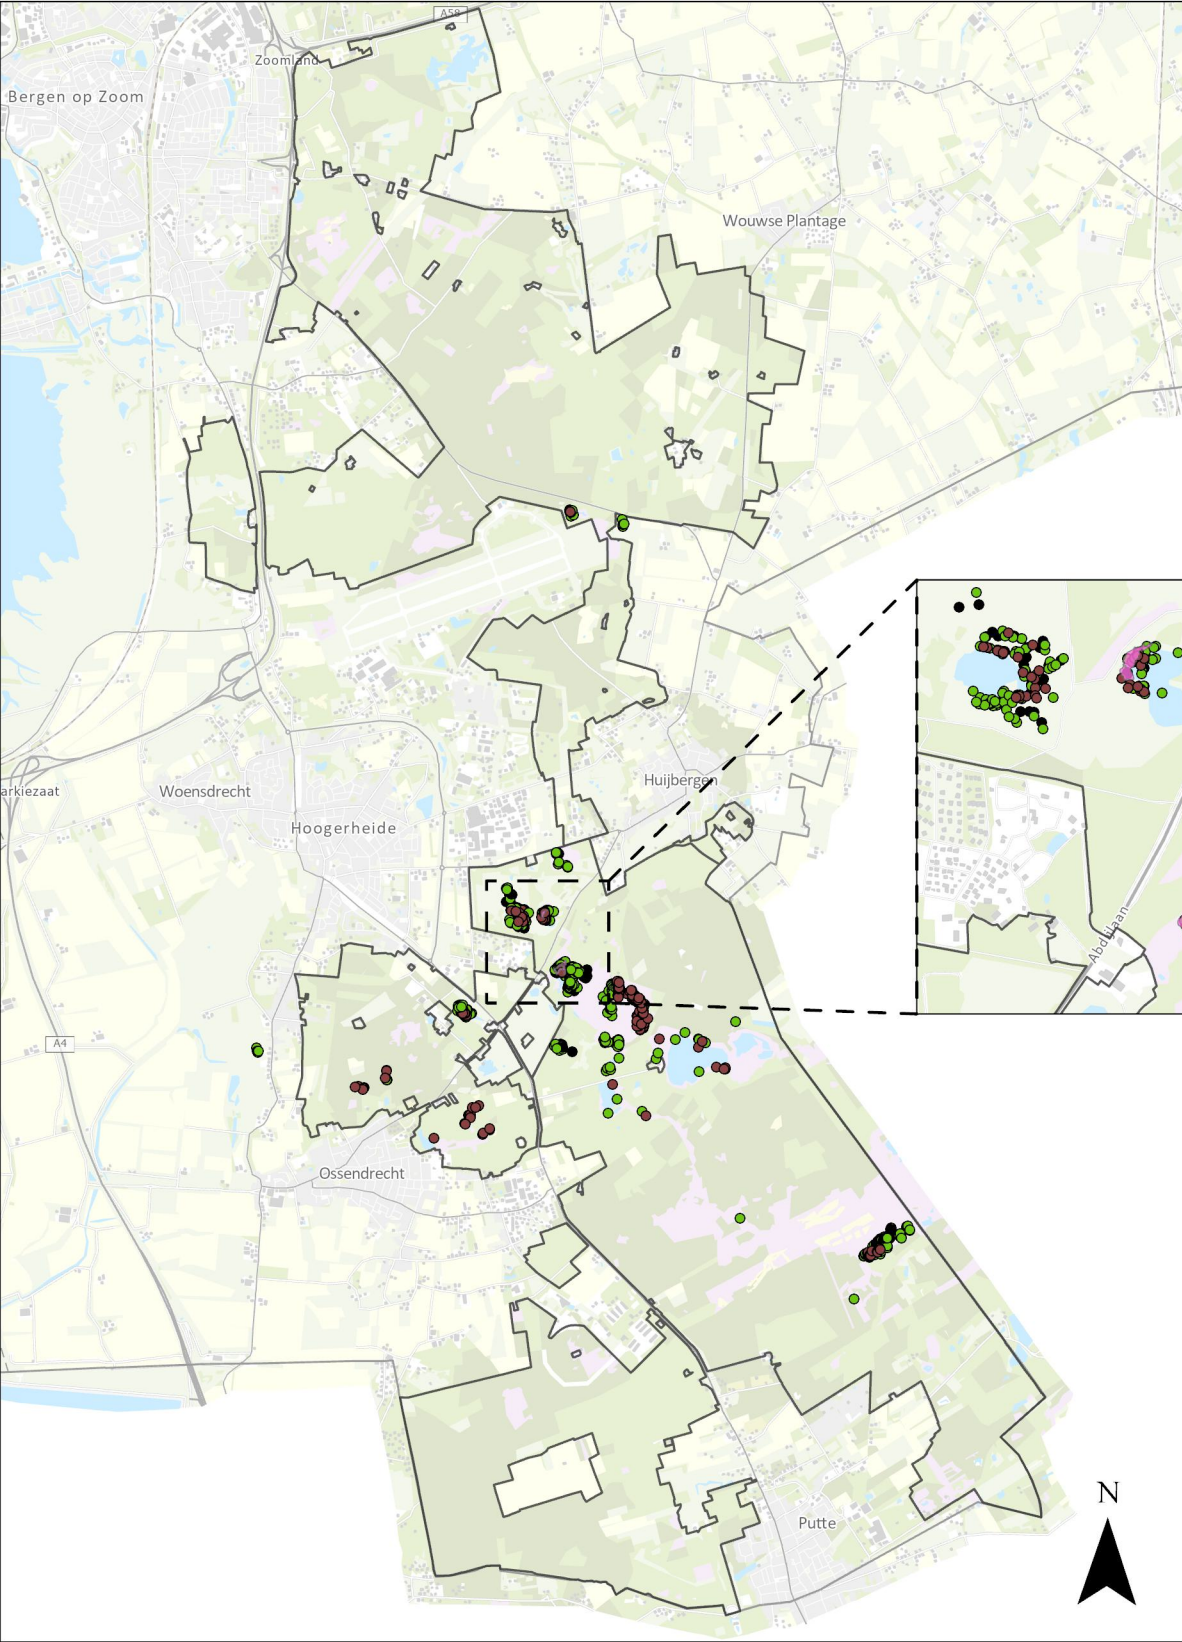 A58
Zoomland
Bergen op Zoom
Wouwse Plantage
arkiezaat
Woensdrecht
Huijbergen
Hoogerheide
Abdijlaan
A4
Ossendrecht
N
Putte